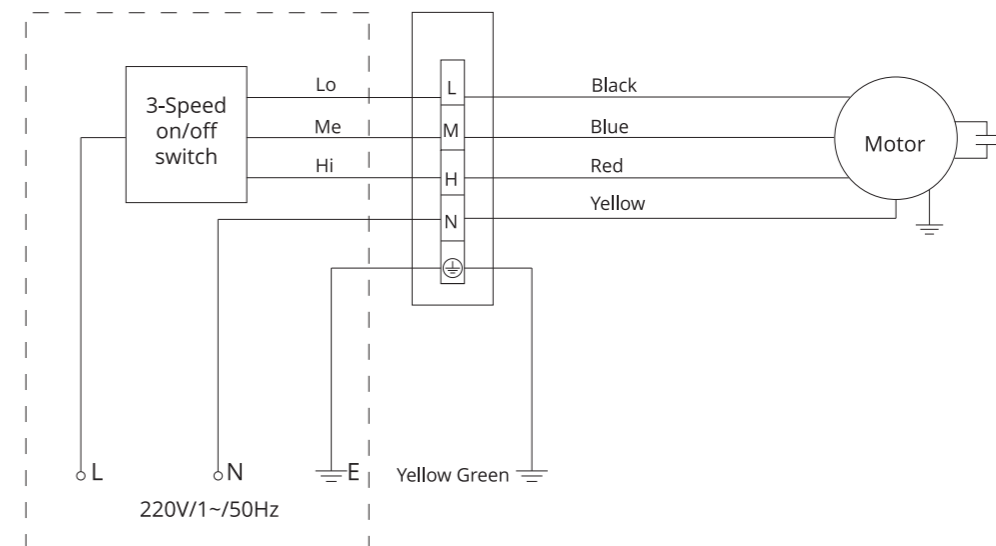 3-Speed
on/off
switch
Lo
Me
Hi
L
M
H
N
Black
Blue
Red
Yellow
Motor
L
N
E
Yellow Green
220V/1~/50Hz